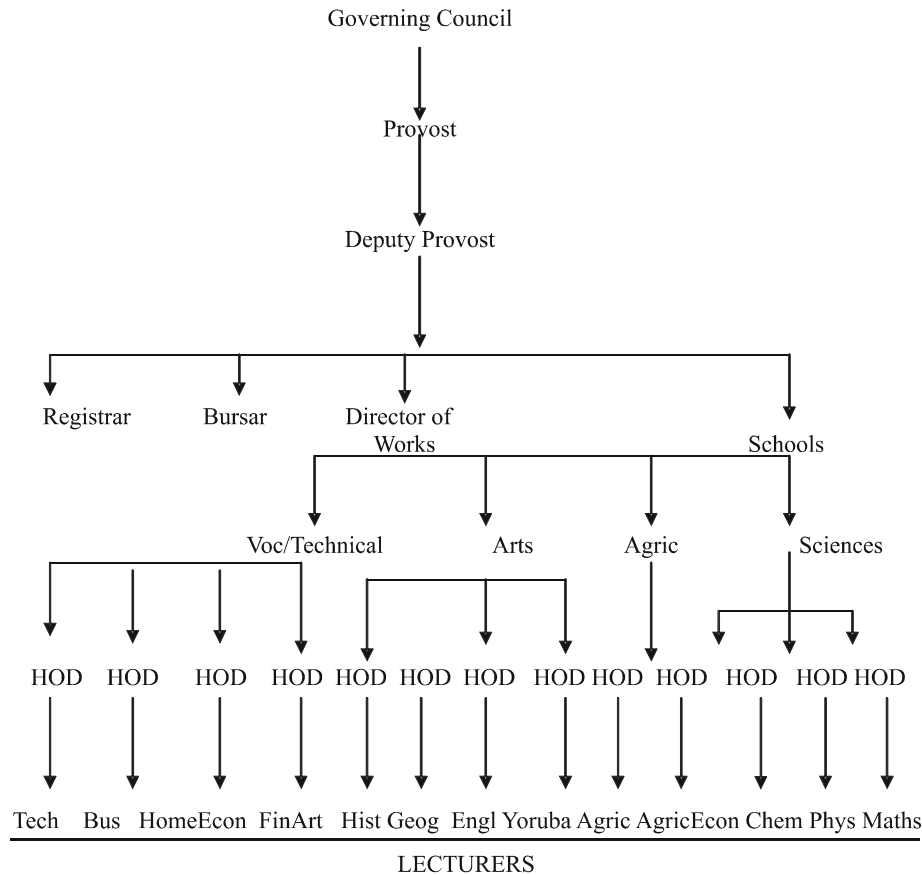 Governing Council
Provost
Deputy Provost
Registrar Bursar Director of
Works Schools
Voc/Technical Arts Agric Sciences
HOD HOD HOD HOD HOD HOD HOD HOD HOD HOD HOD HOD HOD
Tech Bus HomeEcon FinArt Hist Geog Engl Yoruba Agric AgricEcon Chem Phys Maths
LECTURERS